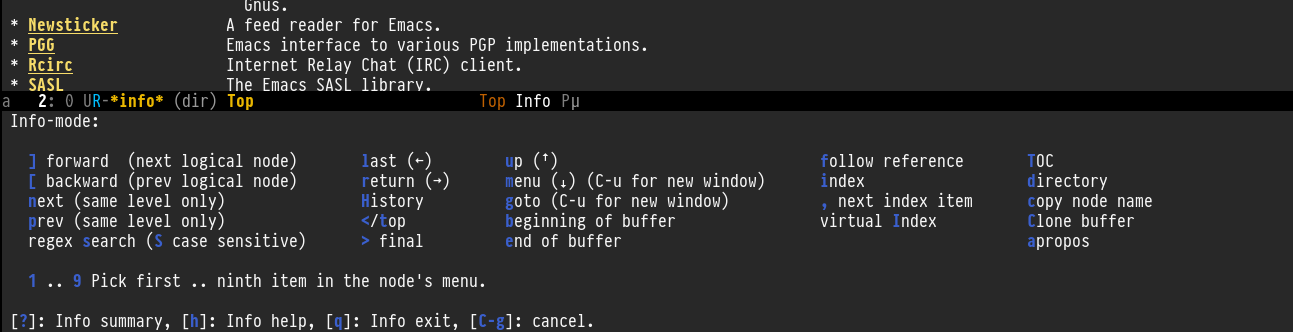 Gnus.
* Newsticker A feed reader for Emacs.
* PGG Emacs interface to various PGP implementations.
* Rcirc Internet Relay Chat (IRC) client.
* SASL The Emacs SASL library.
a 2: 0 UR-*info* (dir) Top Top Info Pµ
Info-mode:
] forward (next logical node) last (←) up (↑) follow reference TOC
[ backward (prev logical node) return (→) menu (↓) (C-u for new window) index directory
next (same level only) History goto (C-u for new window) , next index item copy node name
prev (same level only) </top beginning of buffer virtual Index Clone buffer
regex search (S case sensitive) > final end of buffer apropos
1 .. 9 Pick first .. ninth item in the node's menu.
[?]: Info summary, [h]: Info help, [q]: Info exit, [C-g]: cancel.